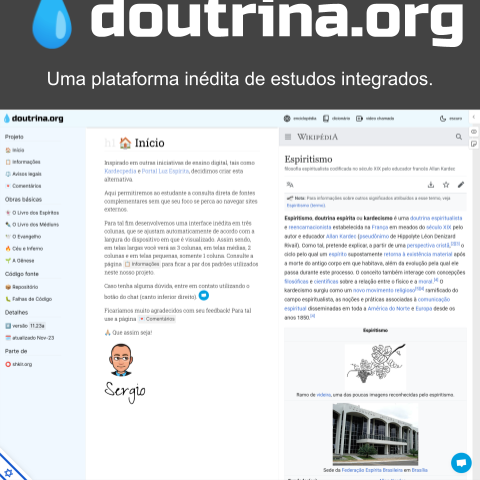 doutrina.org
Uma plataforma inédita de estudos integrados.
doutrina.org
enciclopédia
dicionário
vídeo chamada
escuro
Projeto
início
Informações
Avisos legais
Comentários
Obras básicas
O Livro dos Espíritos
O Livro dos Médiuns
O Evangelho
Céu e Inferno
A Gênese
Código fonte
Repositório
Falhas de Código
Detalhes
versão 11.23a
atualizado Nov-23
Parte de
shkit.org
h1 Início
Inspirado em outras iniciativas de ensino digital, tais como
Kardecpedia e Portal Luz Espírita, decidimos criar esta
alternativa.
Aqui permitiremos ao estudante a consulta direta de fontes
complementares sem que seu foco se perca ao navegar sites
externos.
Para tal fim desenvolvemos uma interface inédita em três
colunas, que se ajustam automaticamente de acordo com a
largura do dispositivo em que é visualizado. Assim sendo,
em telas largas você verá as 3 colunas, em telas médias, 2
colunas e em telas pequenas, somente 1 coluna. Consulte a
página Informações, para ficar a par dos padrões utilizados
neste nosso projeto.
Caso tenha alguma dúvida, entre em contato utilizando o
botão do chat (canto inferior direito)
Ficaríamos muito agradecidos com seu feedback! Para tal
use a página Comentários
Que assim seja!
Sergio
WIKIPÉDIA
Espiritismo
filosofia espiritualista codificada no século XIX pelo educador francês Allan Kardec
Nota: Para informações sobre outros significados atribuídos a esse termo, veja
Espiritismo (termo).
Espiritismo, doutrina espírita ou kardecismo é uma doutrina espiritualista
e reencarnacionista estabelecida na França em meados do século XIX pelo
autor e educador Allan Kardec (pseudônimo de Hippolyte Léon Denizard
Rivail). Como tal, pretende explicar, a partir de uma perspectiva cristã, o
ciclo pelo qual um espírito supostamente retorna à existência material após
a morte do antigo corpo em que habitava, além da evolução pela qual ele
passa durante este processo. O conceito também interage com concepções
filosóficas e científicas sobre a relação entre o físico e a moral. O
kardecismo surgiu como um novo movimento religioso ramificado do
campo espiritualista, as noções e práticas associadas à comunicação
espiritual disseminadas em toda a América do Norte e Europa desde os
anos 1850.
Espiritismo
Ramo de videira, uma das poucas imagens reconhecidas pelo espiritismo.
Sede da Federação Espírita Brasileira em Brasília